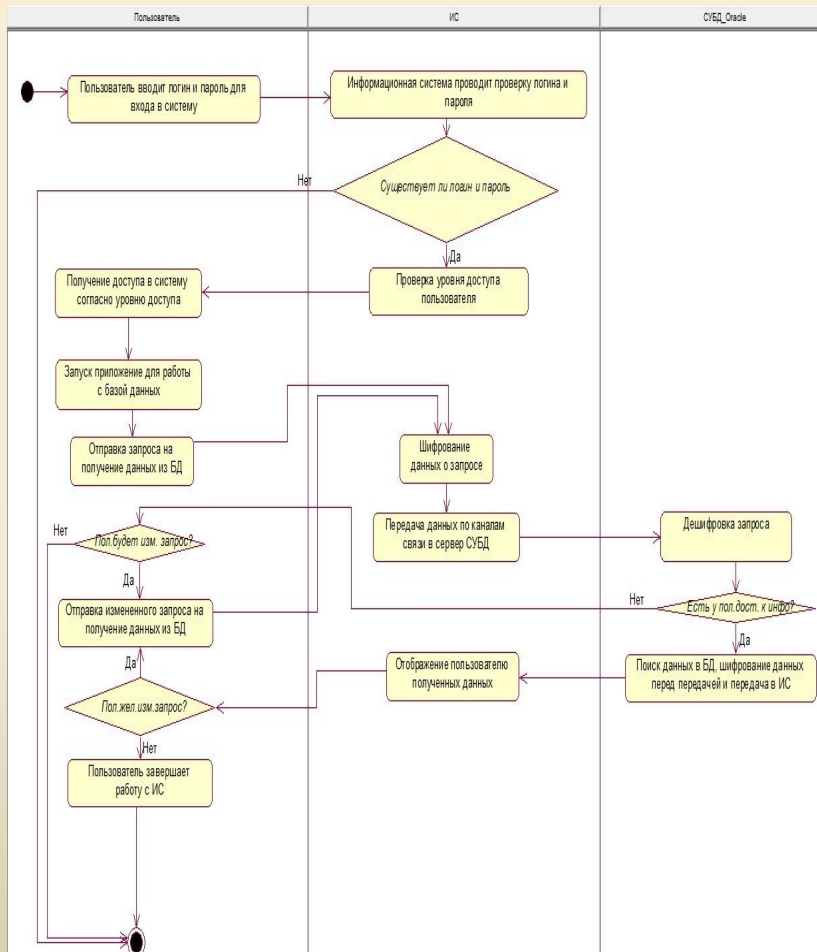 Пользователь
ИС
СУБД_Oracle
Пользователь вводит логин и пароль для
входа в систему
Информационная система проводит проверку логина и
пароля
Нет
Существует ли логин и пароль
Да
Получение доступа в систему
согласно уровню доступа
Проверка уровня доступа
пользователя
Запуск приложение для работы
с базой данных
Отправка запроса на
получение данных из БД
Шифрование
данных о запросе
Передача данных по каналам
связи в сервер СУБД
Дешифровка запроса
Нет
Пол.будет изм. запрос?
Да
Отправка измененного запроса на
получение данных из БД
Нет
Есть у пол.дост. к инфо?
Да
Поиск данных в БД, шифрование данных
перед передачей и передача в ИС
Отображение пользователю
полученных данных
Да
Пол.жел.изм.запрос?
Нет
Пользователь завершает
работу с ИС